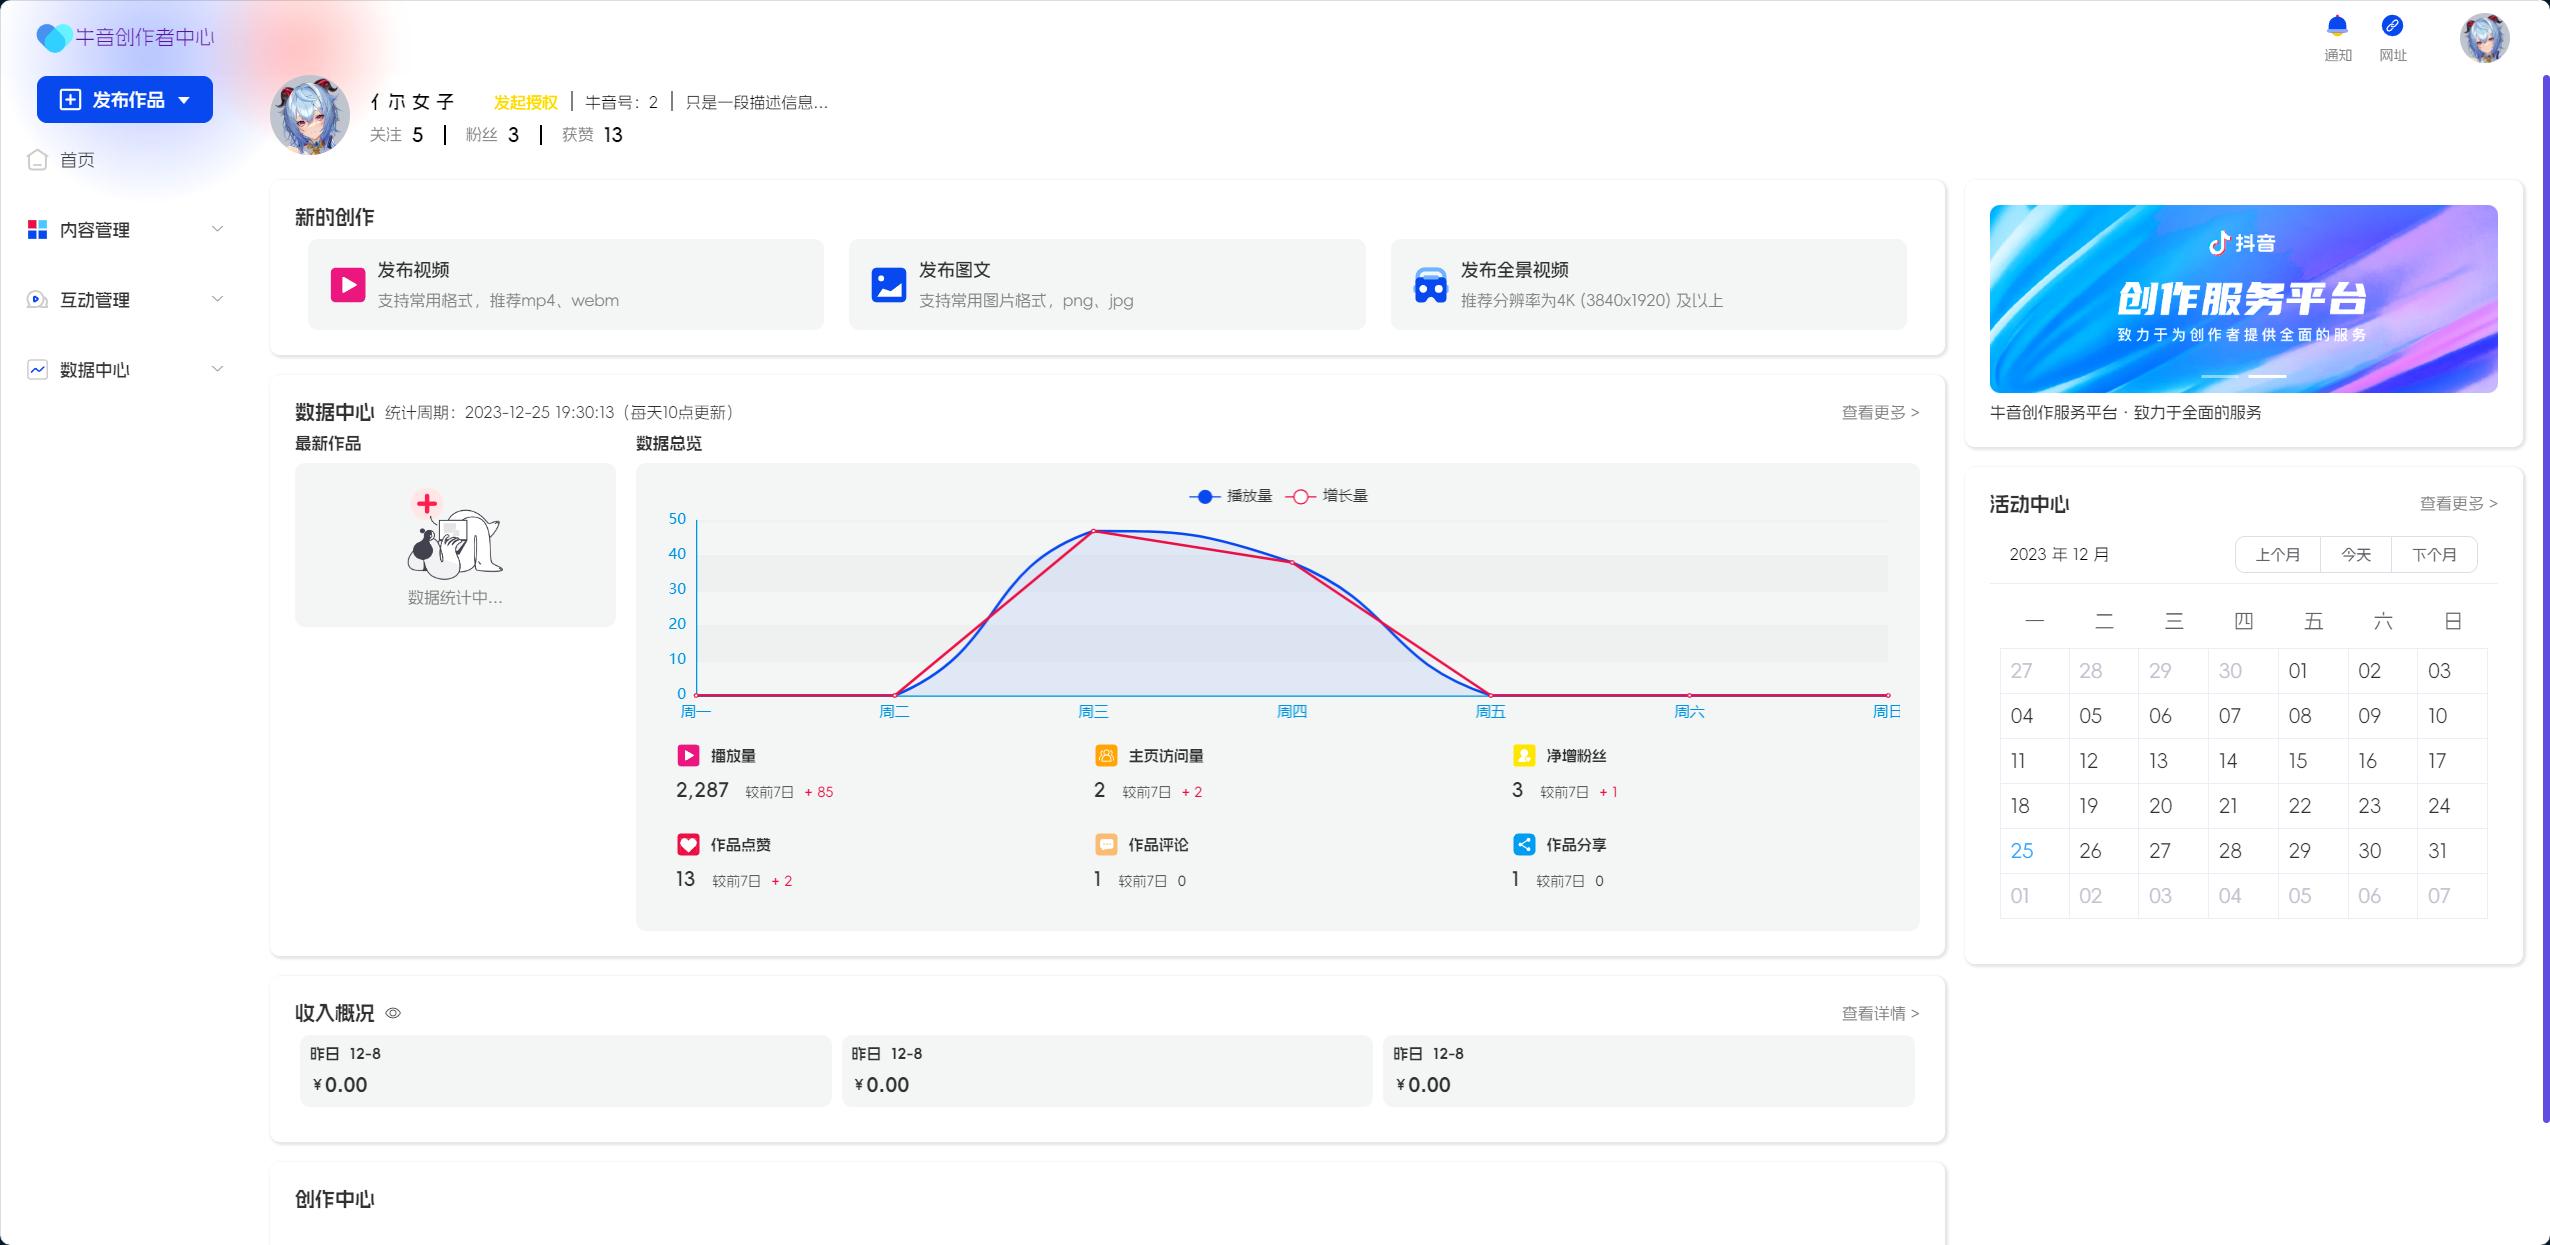 牛音创作者中心
通知
网址
发布作品
亻尔 女 子
发起授权
牛音号：2
只是一段描述信息...
关注 5
粉丝 3
获赞 13
首页
内容管理
互动管理
数据中心
新的创作
发布视频
支持常用格式，推荐mp4、webm
发布图文
支持常用图片格式，png、jpg
发布全景视频
推荐分辨率为4K (3840x1920) 及以上
数据中心 统计周期：2023-12-25 19:30:13（每天10点更新）
查看更多 >
最新作品
数据统计中...
数据总览
播放量 增长量
50
40
30
20
10
0
周一 周二 周三 周四 周五 周六 周日
播放量
2,287 较前7日 + 85
主页访问量
2 较前7日 + 2
净增粉丝
3 较前7日 + 1
作品点赞
13 较前7日 + 2
作品评论
1 较前7日 0
作品分享
1 较前7日 0
收入概况
查看详情 >
昨日 12-8
¥0.00
昨日 12-8
¥0.00
昨日 12-8
¥0.00
创作中心
抖音
创作服务平台
致力于为创作者提供全面的服务
牛音创作服务平台 · 致力于全面的服务
活动中心
查看更多 >
2023 年 12 月
上个月 今天 下个月
一 二 三 四 五 六 日
27 28 29 30 01 02 03
04 05 06 07 08 09 10
11 12 13 14 15 16 17
18 19 20 21 22 23 24
25 26 27 28 29 30 31
01 02 03 04 05 06 07